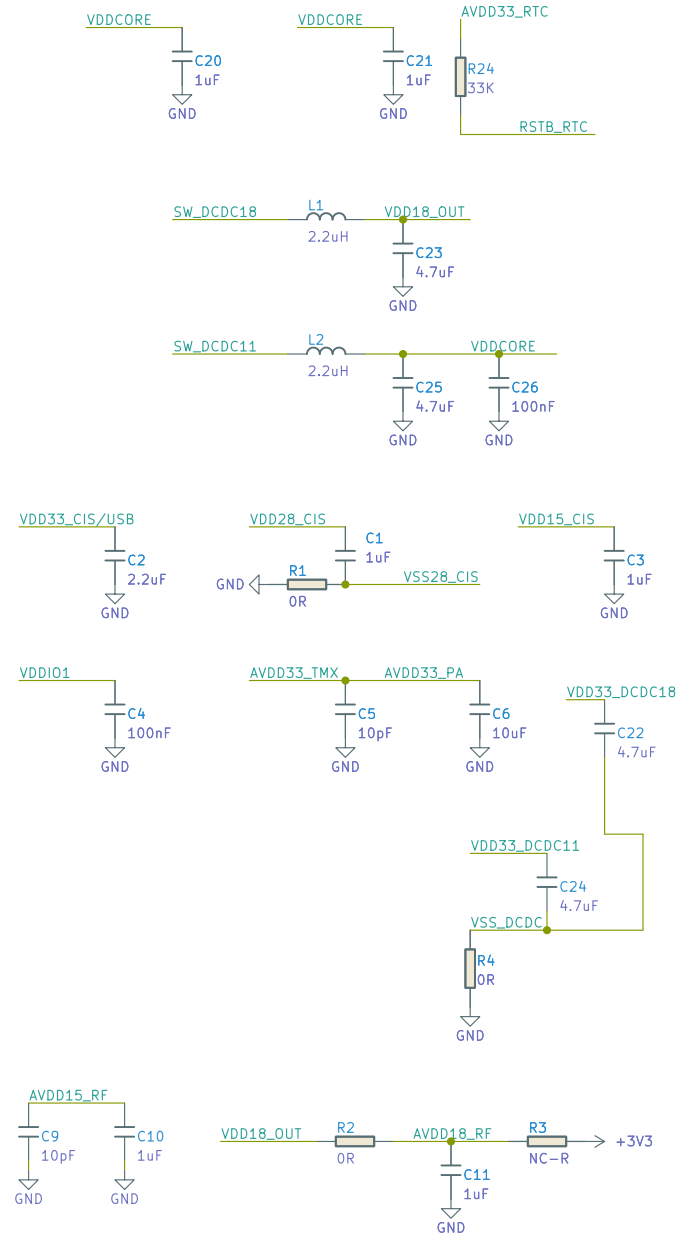 VDDCORE
C20
1uF
GND
VDDCORE
C21
1uF
GND
AVDD33_RTC
R24
33K
RSTB_RTC
SW_DCDC18
L1
2.2uH
VDD18_OUT
C23
4.7uF
GND
SW_DCDC11
L2
2.2uH
VDDCORE
C25
4.7uF
GND
C26
100nF
GND
VDD33_CIS/USB
C2
2.2uF
GND
VDD28_CIS
C1
1uF
GND
R1
0R
VSS28_CIS
VDD15_CIS
C3
1uF
GND
VDDIO1
C4
100nF
GND
AVDD33_TMX
AVDD33_PA
C5
10pF
GND
C6
10uF
GND
VDD33_DCDC18
C22
4.7uF
VDD33_DCDC11
C24
4.7uF
VSS_DCDC
R4
0R
GND
AVDD15_RF
C9
10pF
GND
C10
1uF
GND
VDD18_OUT
R2
0R
AVDD18_RF
C11
1uF
GND
R3
NC-R
+3V3